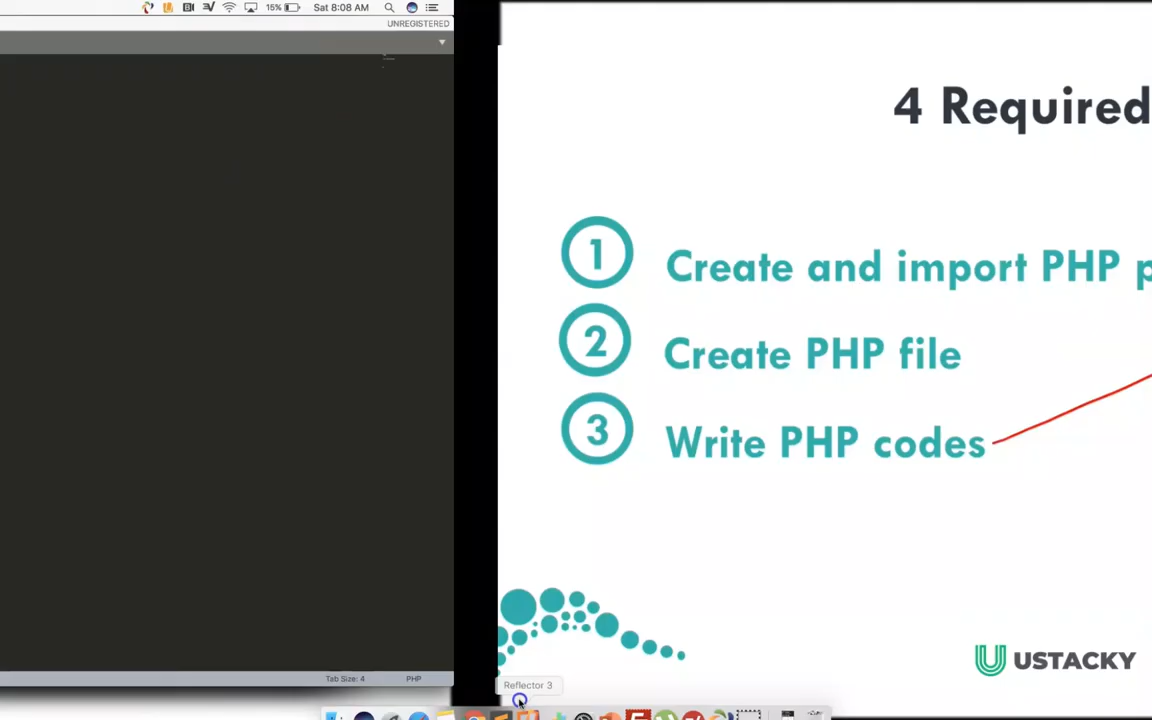 15% Sat 8:08 AM
UNREGISTERED
4 Required
1 Create and import PHP p
2 Create PHP file
3 Write PHP codes
USTACKY
Tab Size: 4 PHP
Reflector 3